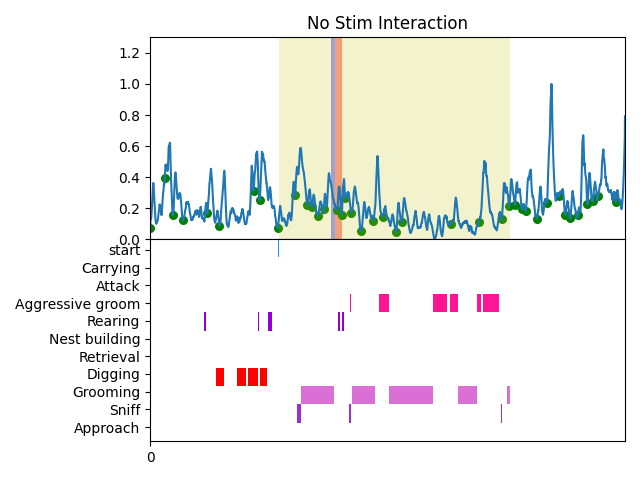 No Stim Interaction
1.2
1.0
0.8
0.6
0.4
0.2
0.0
start
Carrying
Attack
Aggressive groom
Rearing
Nest building
Retrieval
Digging
Grooming
Sniff
Approach
0